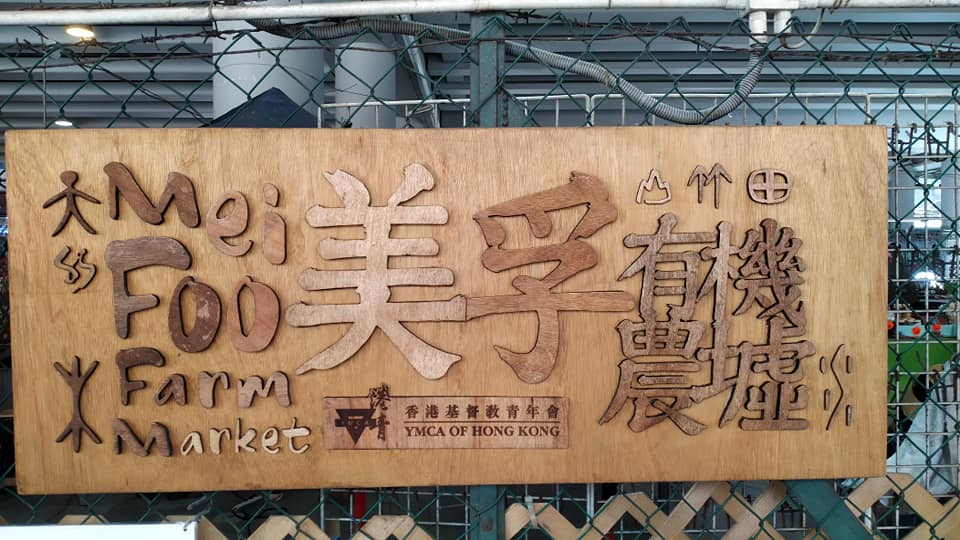 Mei
Foo
Farm
Market
美孚
有機
農墟
港青
香港基督教青年會
YMCA OF HONG KONG